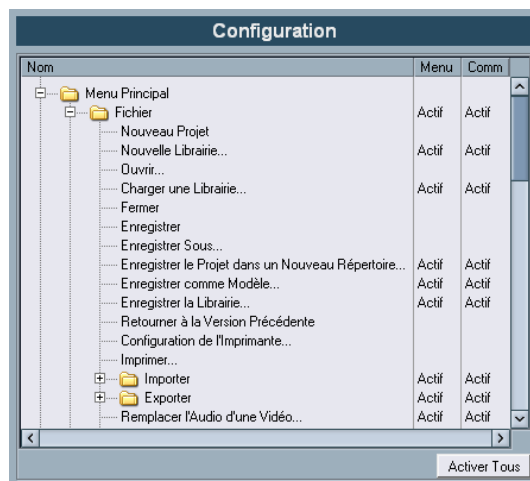 Configuration
Nom Menu Comm
Menu Principal
Fichier Actif Actif
Nouveau Projet
Nouvelle Librairie... Actif Actif
Ouvrir...
Charger une Librairie... Actif Actif
Fermer
Enregistrer
Enregistrer Sous...
Enregistrer le Projet dans un Nouveau Répertoire... Actif Actif
Enregistrer comme Modèle... Actif Actif
Enregistrer la Librairie... Actif Actif
Retourner à la Version Précédente
Configuration de l'Imprimante...
Imprimer...
Importer Actif Actif
Exporter Actif Actif
Remplacer l'Audio d'une Vidéo... Actif Actif
Activer Tous